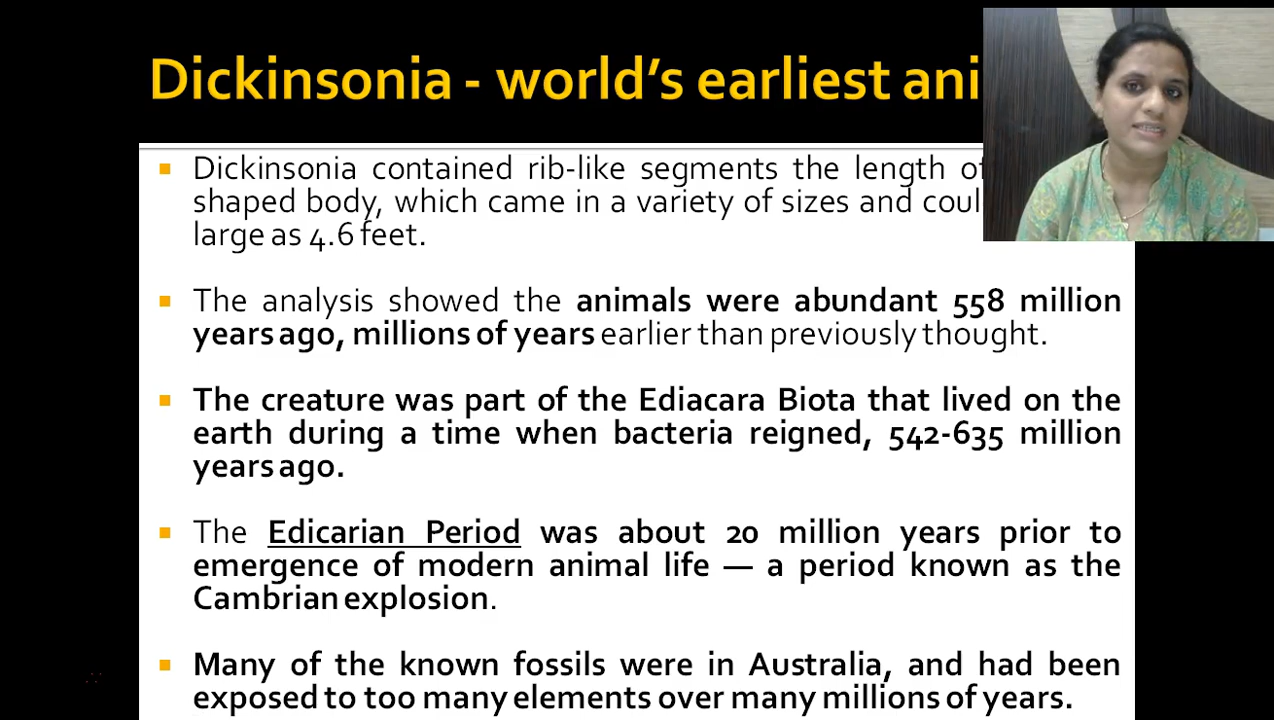 Dickinsonia - world's earliest ani
Dickinsonia contained rib-like segments the length of
shaped body, which came in a variety of sizes and coul
large as 4.6 feet.
The analysis showed the animals were abundant 558 million
years ago, millions of years earlier than previously thought.
The creature was part of the Ediacara Biota that lived on the
earth during a time when bacteria reigned, 542-635 million
years ago.
The Edicarian Period was about 20 million years prior to
emergence of modern animal life — a period known as the
Cambrian explosion.
Many of the known fossils were in Australia, and had been
exposed to too many elements over many millions of years.